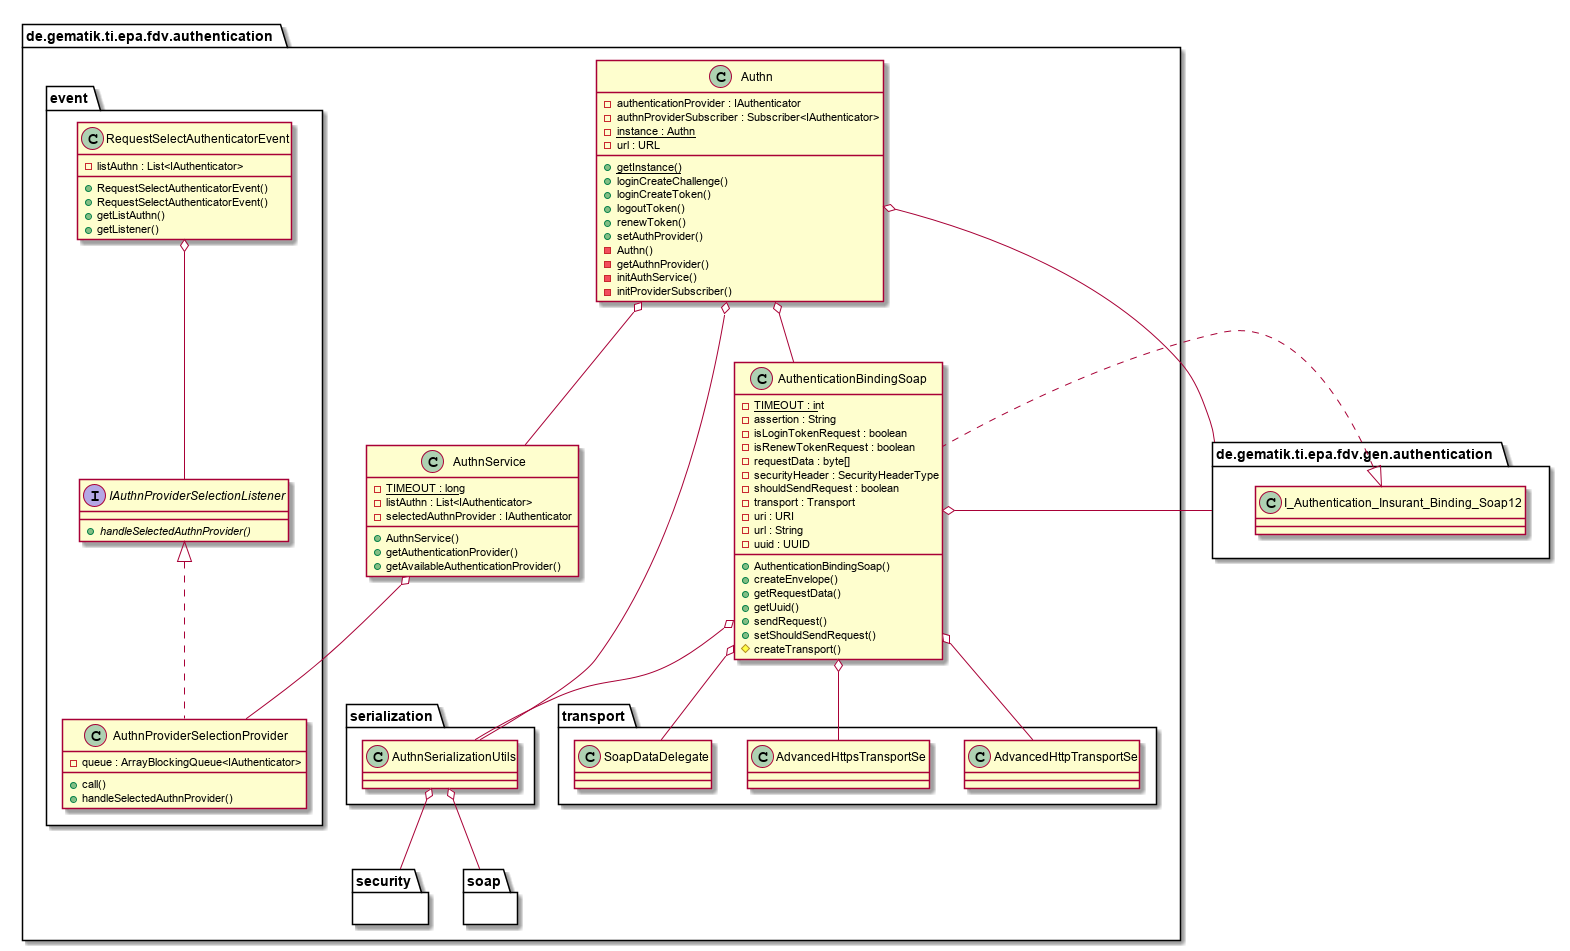 de.gematik.ti.epa.fdv.authentication
event
C RequestSelectAuthenticatorEvent
listAuthn : List<IAuthenticator>
RequestSelectAuthenticatorEvent()
RequestSelectAuthenticatorEvent()
getListAuthn()
getListener()
I IAuthnProviderSelectionListener
handleSelectedAuthnProvider()
C AuthnProviderSelectionProvider
queue : ArrayBlockingQueue<IAuthenticator>
call()
handleSelectedAuthnProvider()
C Authn
authenticationProvider : IAuthenticator
authnProviderSubscriber : Subscriber<IAuthenticator>
instance : Authn
url : URL
getInstance()
loginCreateChallenge()
loginCreateToken()
logoutToken()
renewToken()
setAuthProvider()
Authn()
getAuthnProvider()
initAuthService()
initProviderSubscriber()
C AuthnService
TIMEOUT : long
listAuthn : List<IAuthenticator>
selectedAuthnProvider : IAuthenticator
AuthnService()
getAuthenticationProvider()
getAvailableAuthenticationProvider()
C AuthenticationBindingSoap
TIMEOUT : int
assertion : String
isLoginTokenRequest : boolean
isRenewTokenRequest : boolean
requestData : byte[]
securityHeader : SecurityHeaderType
shouldSendRequest : boolean
transport : Transport
uri : URI
url : String
uuid : UUID
AuthenticationBindingSoap()
createEnvelope()
getRequestData()
getUuid()
sendRequest()
setShouldSendRequest()
createTransport()
de.gematik.ti.epa.fdv.gen.authentication
C I_Authentication_Insurant_Binding_Soap12
serialization
C AuthnSerializationUtils
transport
C SoapDataDelegate
C AdvancedHttpsTransportSe
C AdvancedHttpTransportSe
security
soap